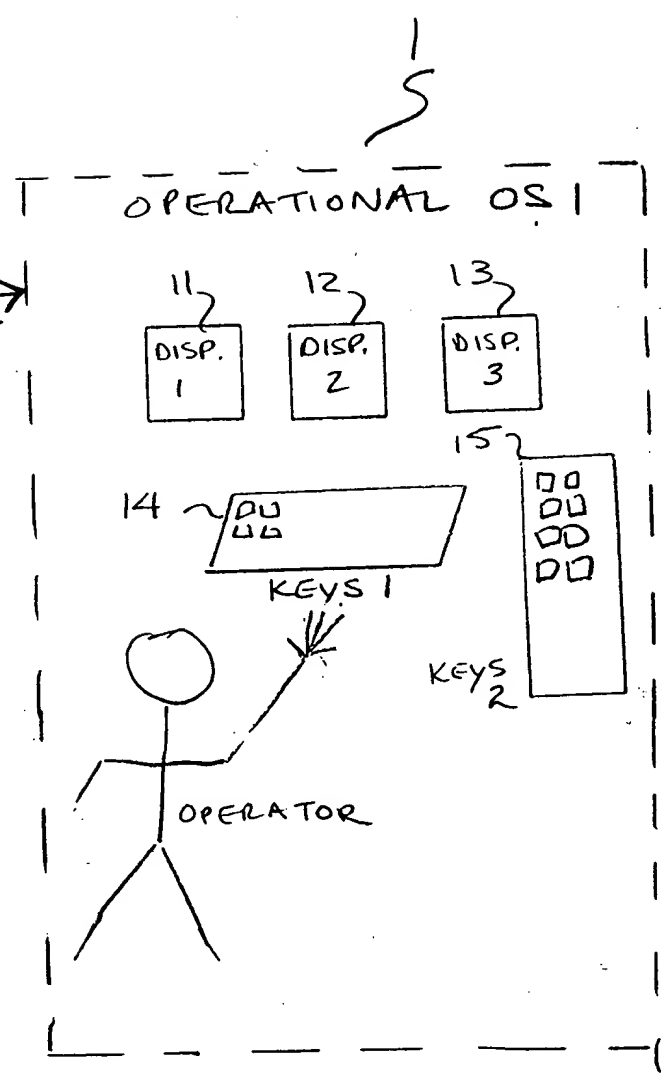 1
OPERATIONAL OS 1
11 12 13
DISP. 1
DISP. 2
DISP. 3
14
15
KEYS 1
KEYS 2
OPERATOR